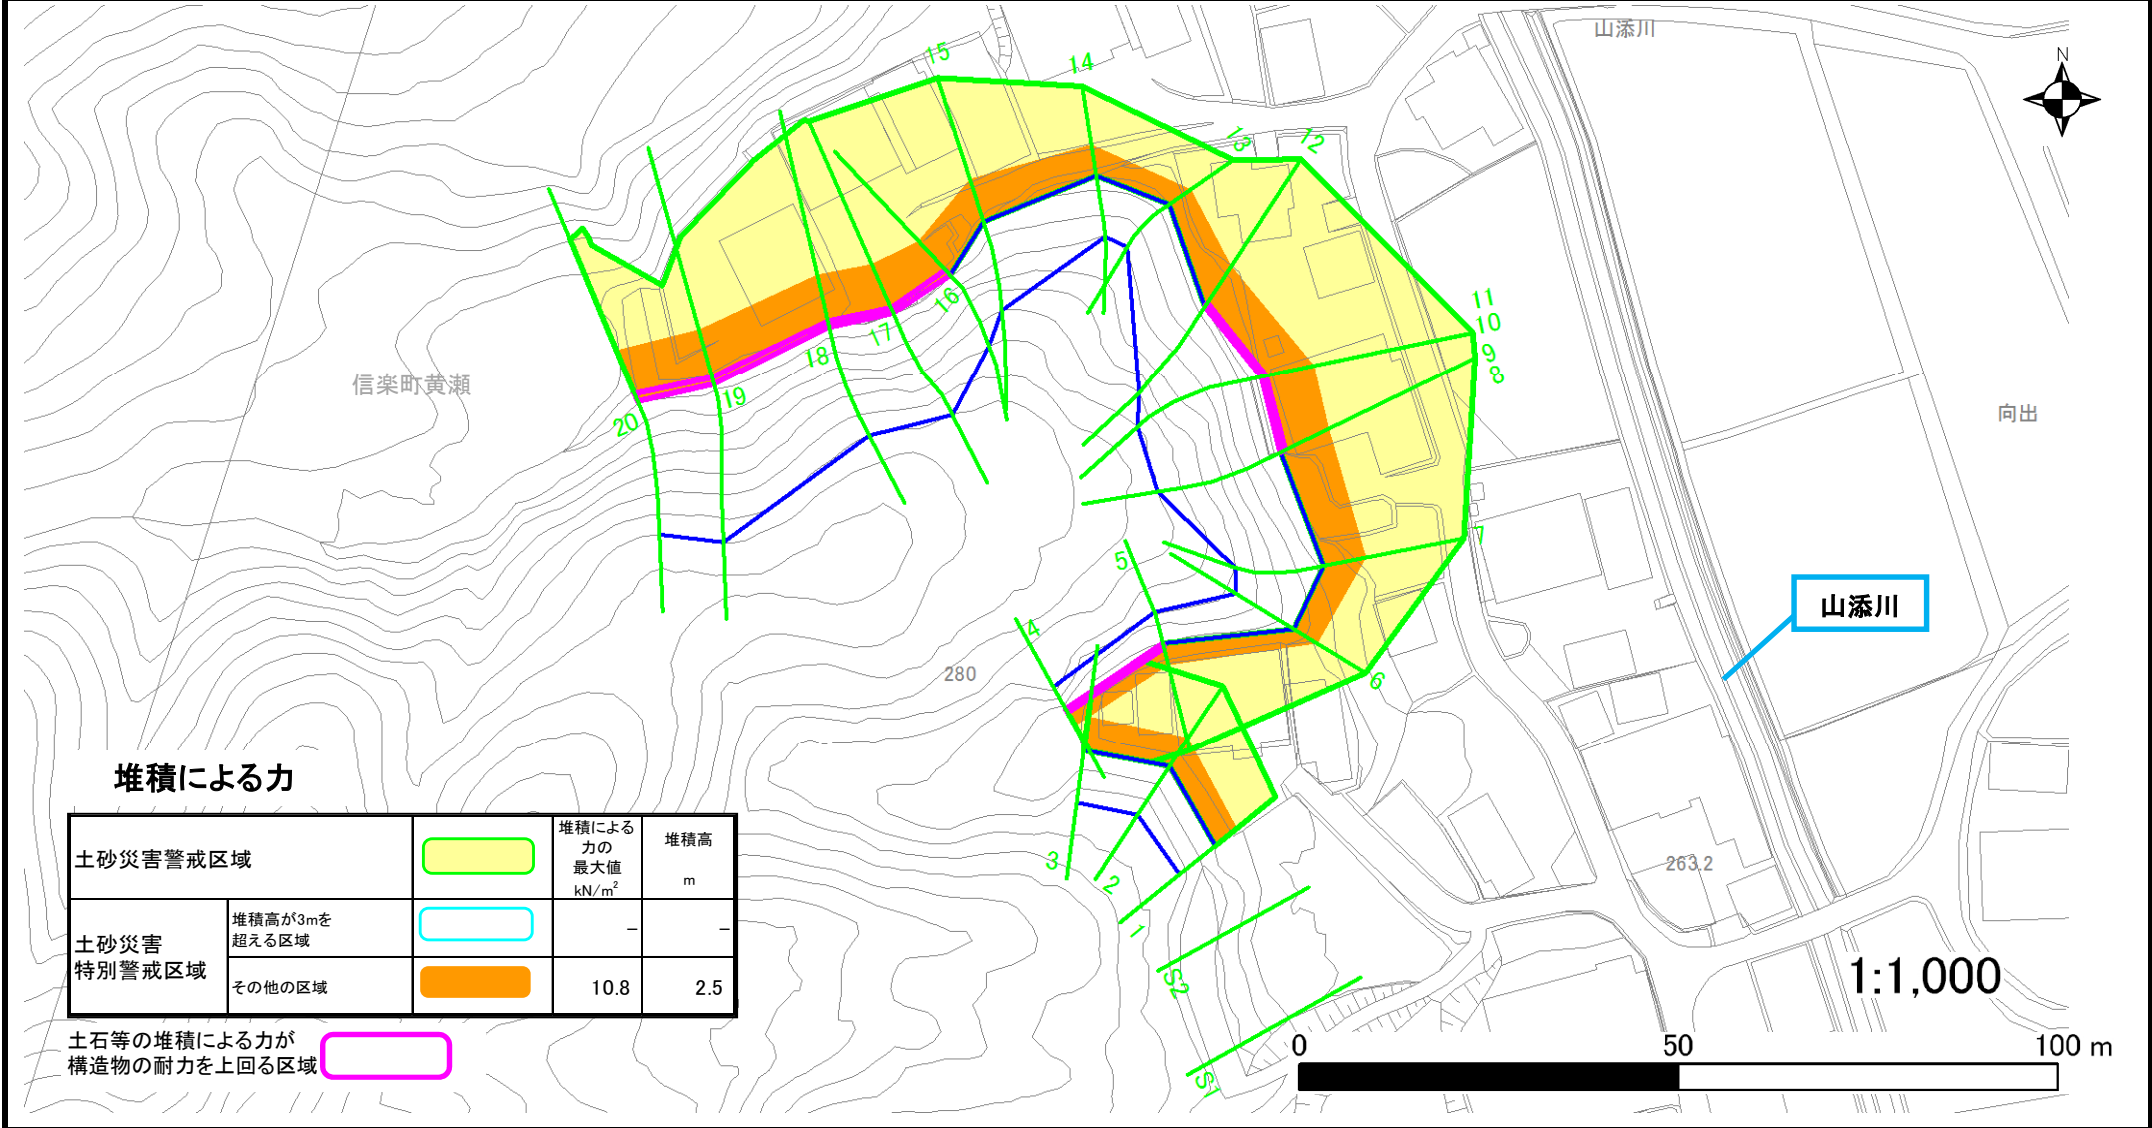 山添川
N
15
14
13
12
11
10
9
8
7
6
5
4
3
2
1
S2
S1
16
17
18
19
20
信楽町黄瀬
向出
山添川
280
263.2
堆積による力
土砂災害警戒区域
堆積による
力の
最大値
kN/m²
堆積高
m
土砂災害
特別警戒区域
堆積高が3mを
超える区域
–
–
その他の区域
10.8
2.5
土石等の堆積による力が
構造物の耐力を上回る区域
1:1,000
0
50
100 m